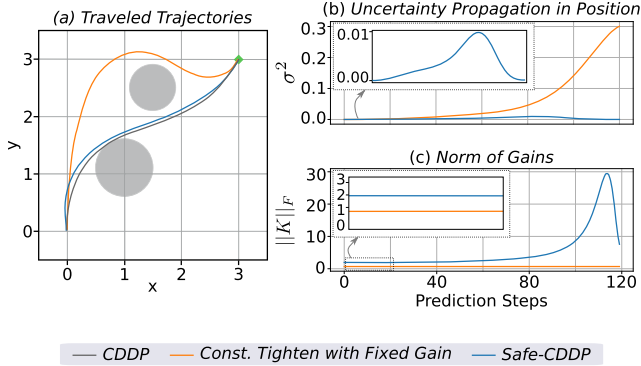 (a) Traveled Trajectories
y
3
2
1
0
0
1
2
3
x
(b) Uncertainty Propagation in Position
σ²
0.3
0.2
0.1
0.0
0.01
0.00
(c) Norm of Gains
||K||_F
30
20
10
0
3
2
1
0
0
40
80
120
Prediction Steps
CDDP
Const. Tighten with Fixed Gain
Safe-CDDP